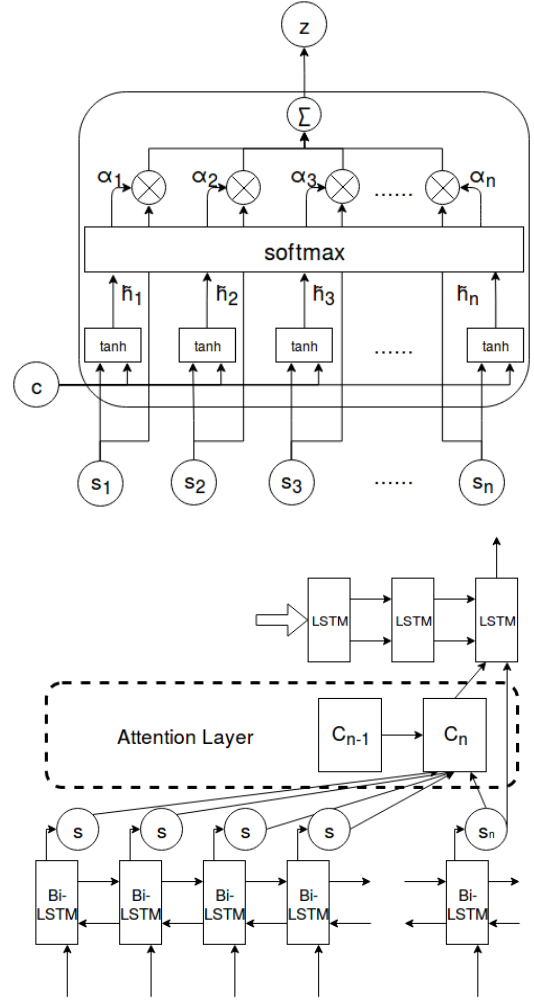 z
Σ
α1 α2 α3 ...... αn
softmax
h̃1 h̃2 h̃3 h̃n
tanh tanh tanh ...... tanh
c
s1 s2 s3 ...... sn
LSTM LSTM LSTM
Attention Layer Cn-1 Cn
s s s s sn
Bi-LSTM Bi-LSTM Bi-LSTM Bi-LSTM Bi-LSTM